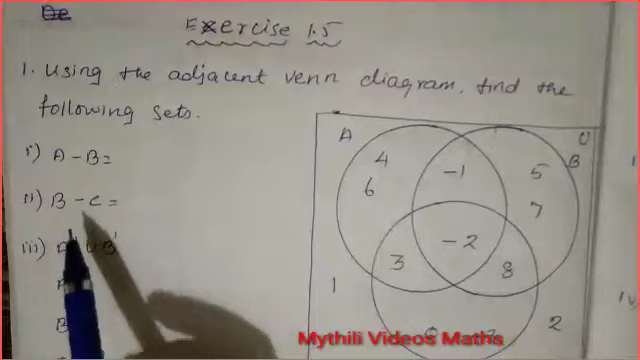 Exercise 1.5
1. Using the adjacent venn diagram, find the
following sets.
i) A - B =
ii) B - C =
iii) A' ∪ B'
A
U
B
4
-1
5
6
7
-2
3
8
1
2
Mythili Videos Maths